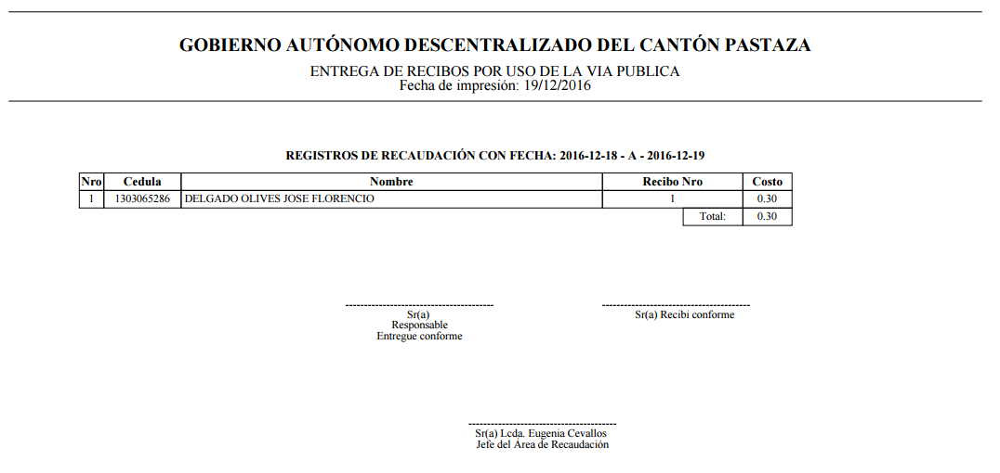 GOBIERNO AUTÓNOMO DESCENTRALIZADO DEL CANTÓN PASTAZA
ENTREGA DE RECIBOS POR USO DE LA VIA PUBLICA
Fecha de impresión: 19/12/2016
REGISTROS DE RECAUDACIÓN CON FECHA: 2016-12-18 - A - 2016-12-19
Nro Cedula Nombre Recibo Nro Costo
1 1303065286 DELGADO OLIVES JOSE FLORENCIO 1 0.30
Total: 0.30
Sr(a)
Responsable
Entregue conforme
Sr(a) Recibi conforme
Sr(a) Lcda. Eugenia Cevallos
Jefe del Área de Recaudación